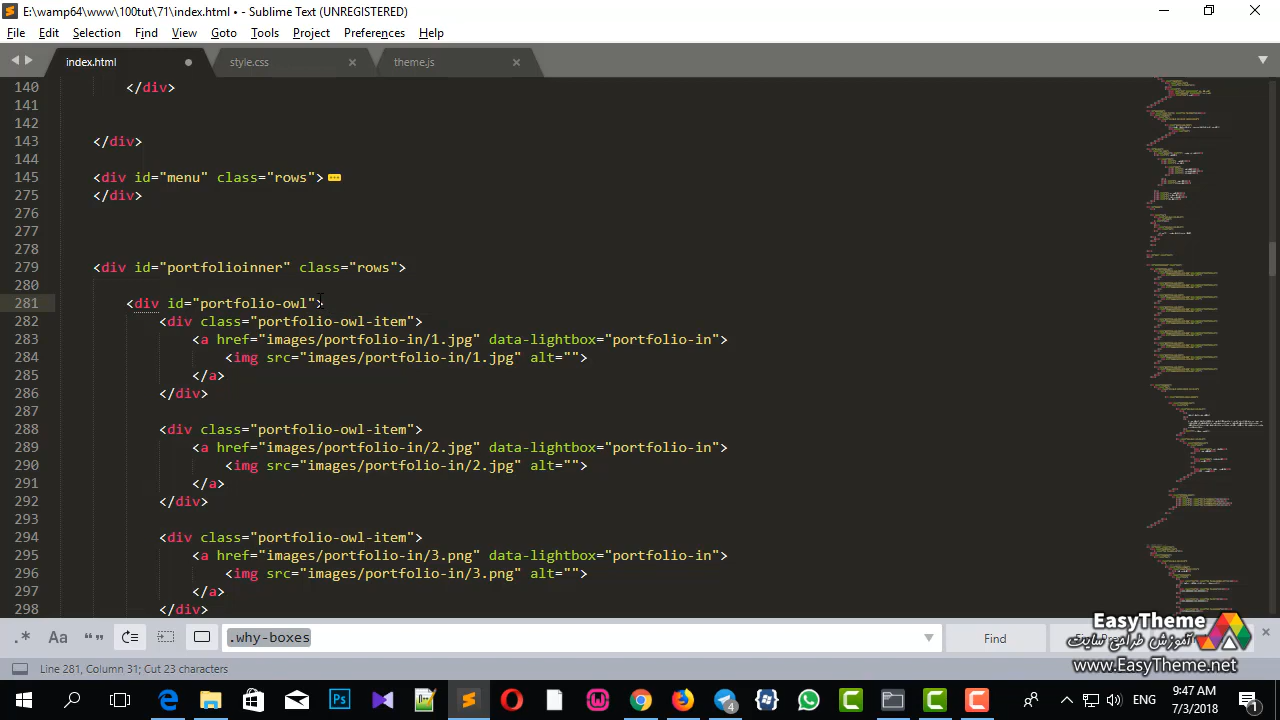 E:\wamp64\www\100tut\71\index.html • - Sublime Text (UNREGISTERED)
File Edit Selection Find View Goto Tools Project Preferences Help
index.html style.css theme.js
140 </div>
141
142
143 </div>
144
145 <div id="menu" class="rows">
275 </div>
276
277
278
279 <div id="portfolioinner" class="rows">
280
281 <div id="portfolio-owl">
282 <div class="portfolio-owl-item">
283 <a href="images/portfolio-in/1.jpg" data-lightbox="portfolio-in">
284 <img src="images/portfolio-in/1.jpg" alt="">
285 </a>
286 </div>
287
288 <div class="portfolio-owl-item">
289 <a href="images/portfolio-in/2.jpg" data-lightbox="portfolio-in">
290 <img src="images/portfolio-in/2.jpg" alt="">
291 </a>
292 </div>
293
294 <div class="portfolio-owl-item">
295 <a href="images/portfolio-in/3.png" data-lightbox="portfolio-in">
296 <img src="images/portfolio-in/3.png" alt="">
297 </a>
298 </div>
.* Aa “” .why-boxes Find
EasyTheme
آموزش طراحی سایت
www.EasyTheme.net
Line 281, Column 31; Cut 23 characters
ENG 9:47 AM
7/3/2018